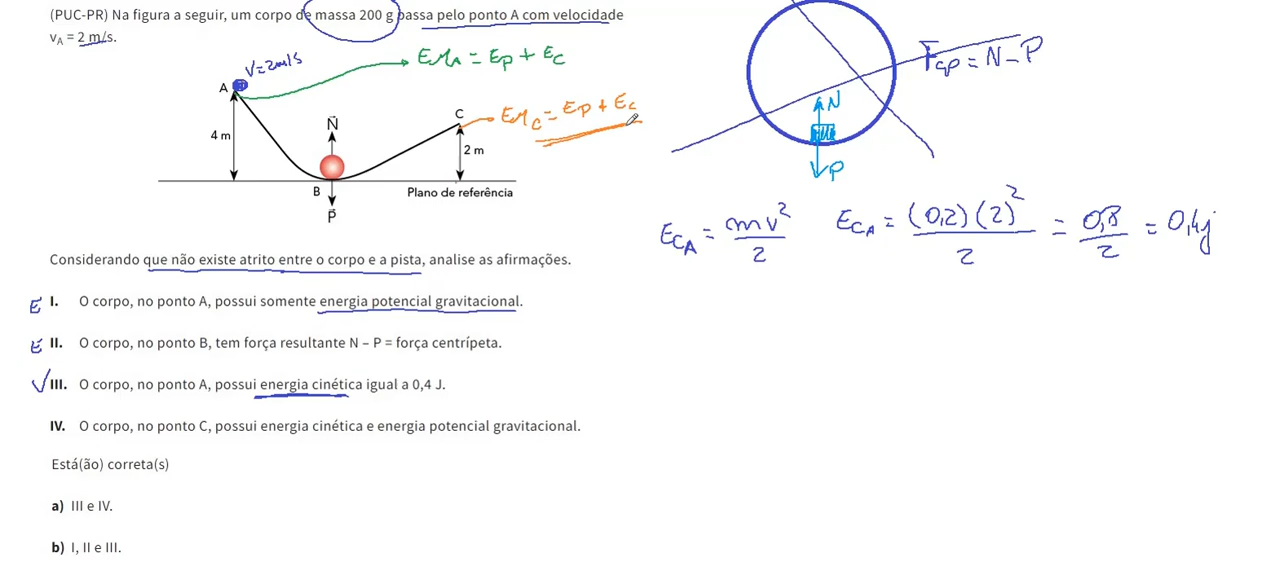 (PUC-PR) Na figura a seguir, um corpo de massa 200 g passa pelo ponto A com velocidade
vA = 2 m/s.
V=2m/s
EMA = EP + EC
A
4 m
N
B
P
C
EMC = EP + EC
2 m
Plano de referência
FCP = N - P
N
P
ECA = mv²/2
ECA = (0,2)(2)²/2 = 0,8/2 = 0,4j
Considerando que não existe atrito entre o corpo e a pista, analise as afirmações.
E I. O corpo, no ponto A, possui somente energia potencial gravitacional.
E II. O corpo, no ponto B, tem força resultante N – P = força centrípeta.
V III. O corpo, no ponto A, possui energia cinética igual a 0,4 J.
IV. O corpo, no ponto C, possui energia cinética e energia potencial gravitacional.
Está(ão) correta(s)
a) III e IV.
b) I, II e III.